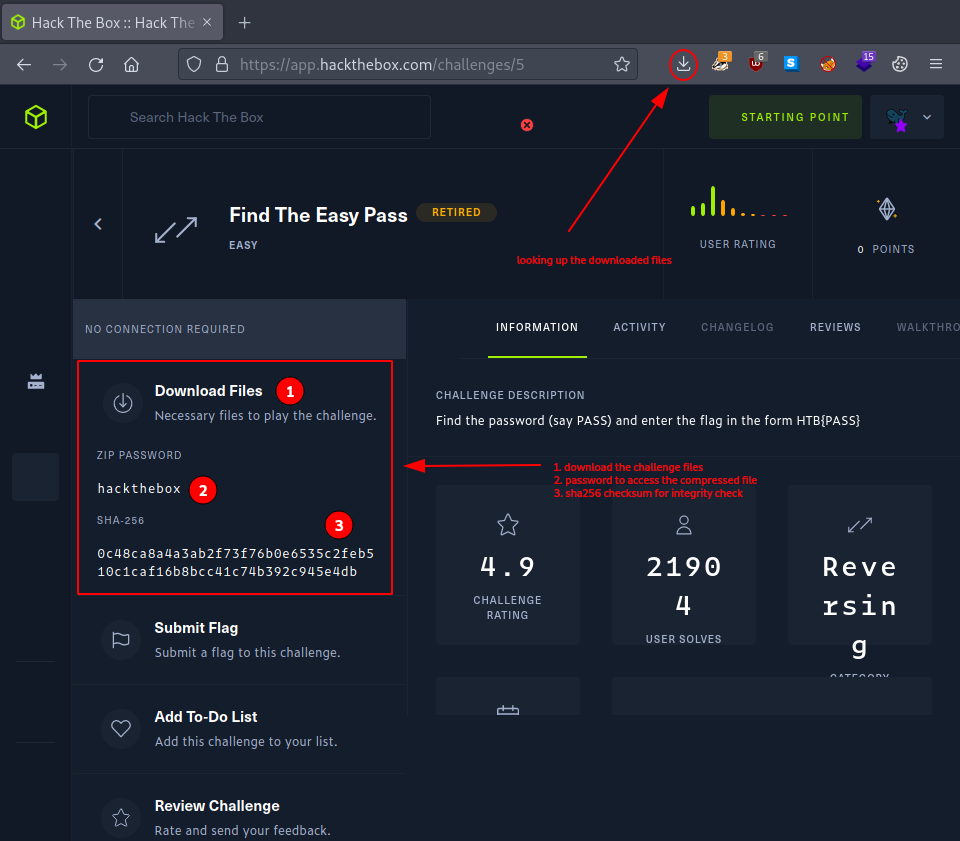 Hack The Box :: Hack The
https://app.hackthebox.com/challenges/5
3
6
S
15
Search Hack The Box
STARTING POINT
Find The Easy Pass
RETIRED
EASY
USER RATING
0 POINTS
looking up the downloaded files
NO CONNECTION REQUIRED
INFORMATION
ACTIVITY
CHANGELOG
REVIEWS
WALKTHRO
Download Files
1
Necessary files to play the challenge.
CHALLENGE DESCRIPTION
Find the password (say PASS) and enter the flag in the form HTB{PASS}
ZIP PASSWORD
hackthebox
2
SHA-256
3
0c48ca8a4a3ab2f73f76b0e6535c2feb5
10c1caf16b8bcc41c74b392c945e4db
1. download the challenge files
2. password to access the compressed file
3. sha256 checksum for integrity check
4.9
CHALLENGE
RATING
2190
4
USER SOLVES
Reve
rsin
g
CATEGORY
Submit Flag
Submit a flag to this challenge.
Add To-Do List
Add this challenge to your list.
Review Challenge
Rate and send your feedback.